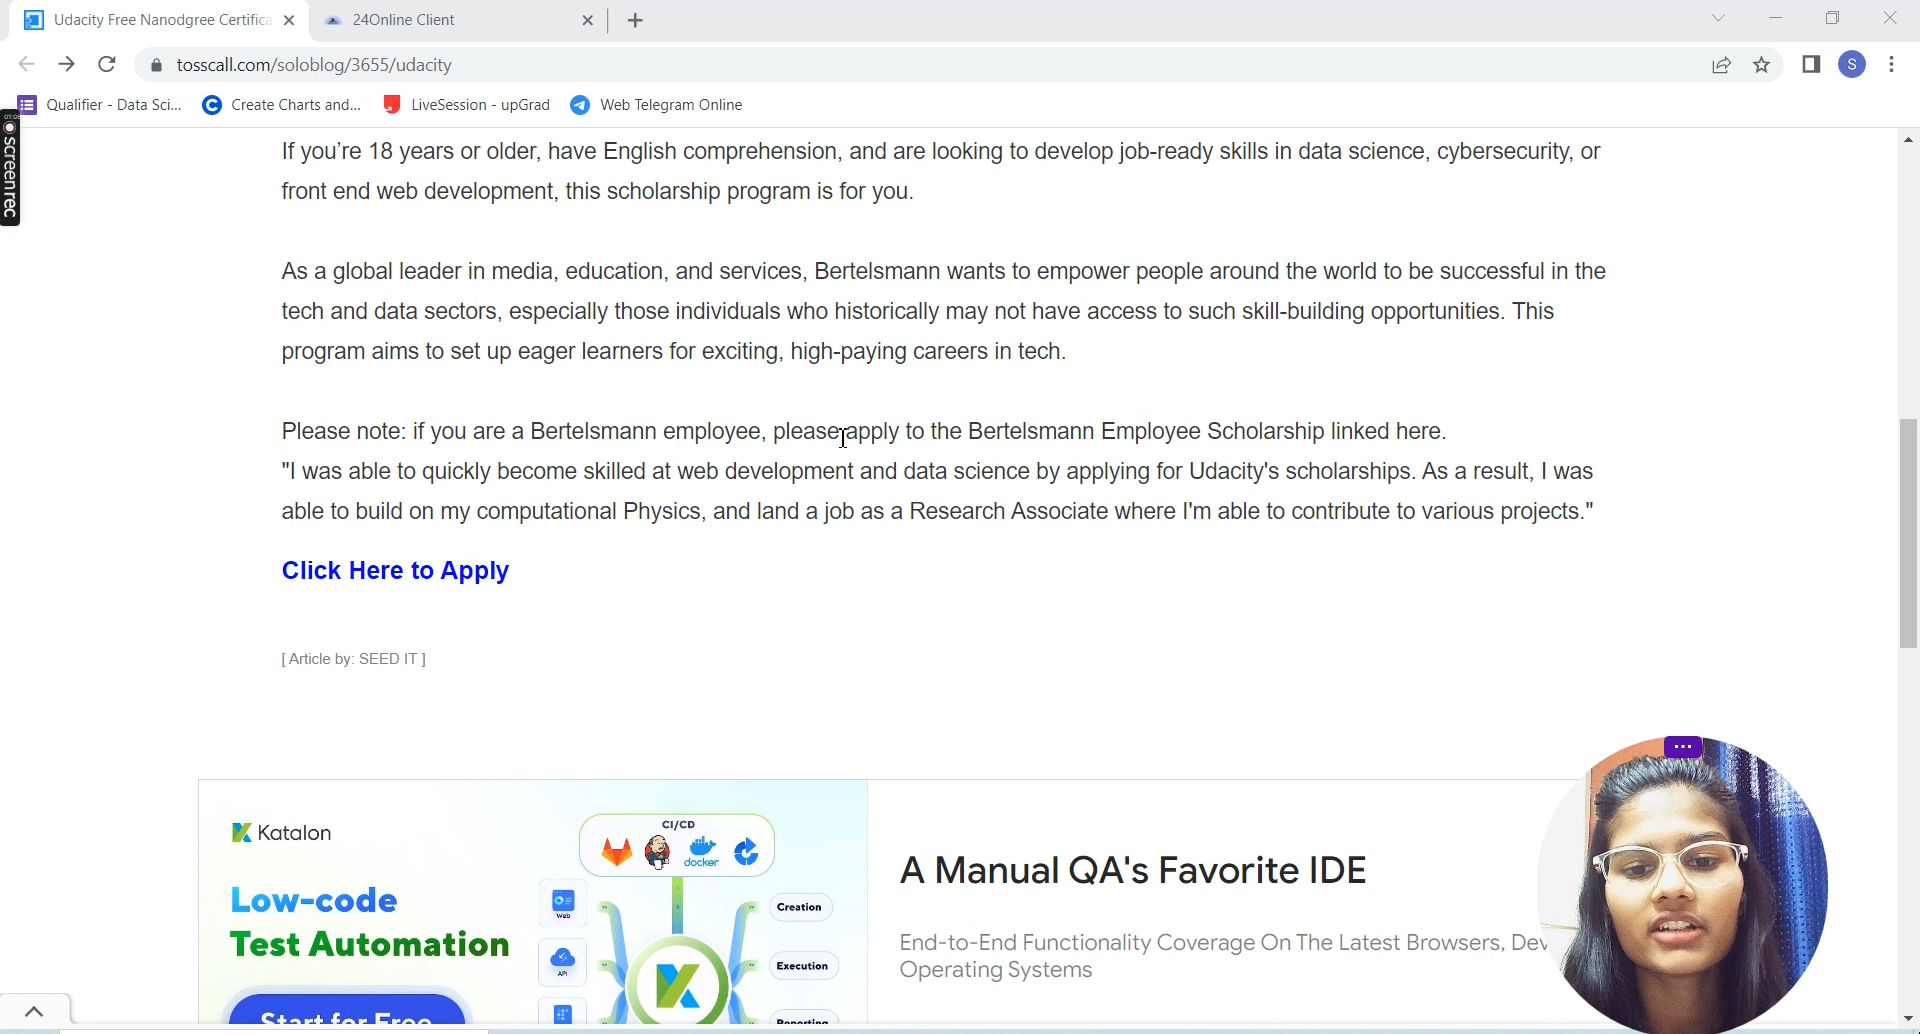 Udacity Free Nanodgree Certifica
24Online Client
tosscall.com/soloblog/3655/udacity
S
Qualifier - Data Sci...
Create Charts and...
LiveSession - upGrad
Web Telegram Online
screenrec
If you’re 18 years or older, have English comprehension, and are looking to develop job-ready skills in data science, cybersecurity, or
front end web development, this scholarship program is for you.
As a global leader in media, education, and services, Bertelsmann wants to empower people around the world to be successful in the
tech and data sectors, especially those individuals who historically may not have access to such skill-building opportunities. This
program aims to set up eager learners for exciting, high-paying careers in tech.
Please note: if you are a Bertelsmann employee, please apply to the Bertelsmann Employee Scholarship linked here.
"I was able to quickly become skilled at web development and data science by applying for Udacity's scholarships. As a result, I was
able to build on my computational Physics, and land a job as a Research Associate where I'm able to contribute to various projects."
Click Here to Apply
[ Article by: SEED IT ]
Katalon
Low-code
Test Automation
Start for Free
CI/CD
docker
Web
API
Creation
Execution
Reporting
A Manual QA's Favorite IDE
End-to-End Functionality Coverage On The Latest Browsers,
Operating Systems